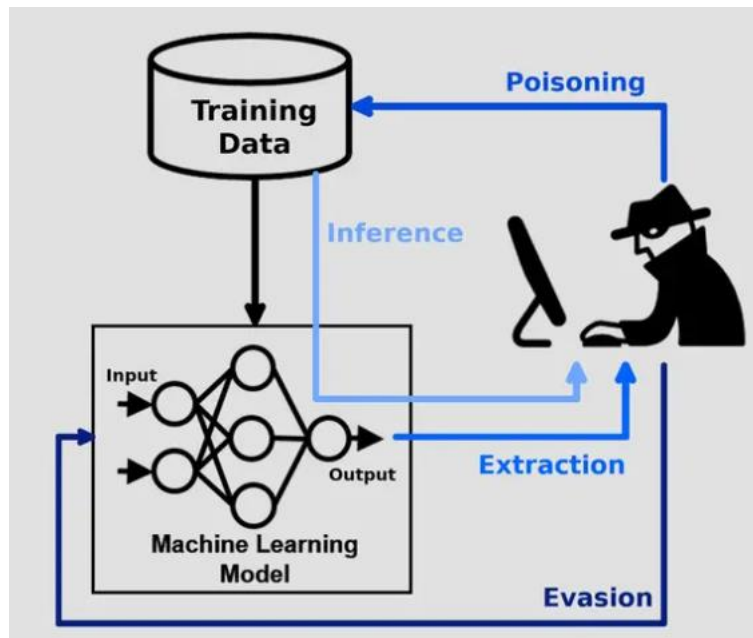 Poisoning
Training
Data
Inference
Input
Output
Extraction
Machine Learning
Model
Evasion